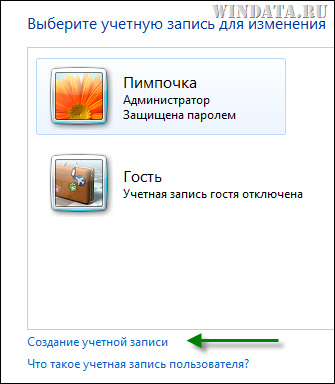 WINDATA.RU
Выберите учетную запись для изменения
Пимпочка
Администратор
Защищена паролем
Гость
Учетная запись гостя отключена
Создание учетной записи
Что такое учетная запись пользователя?